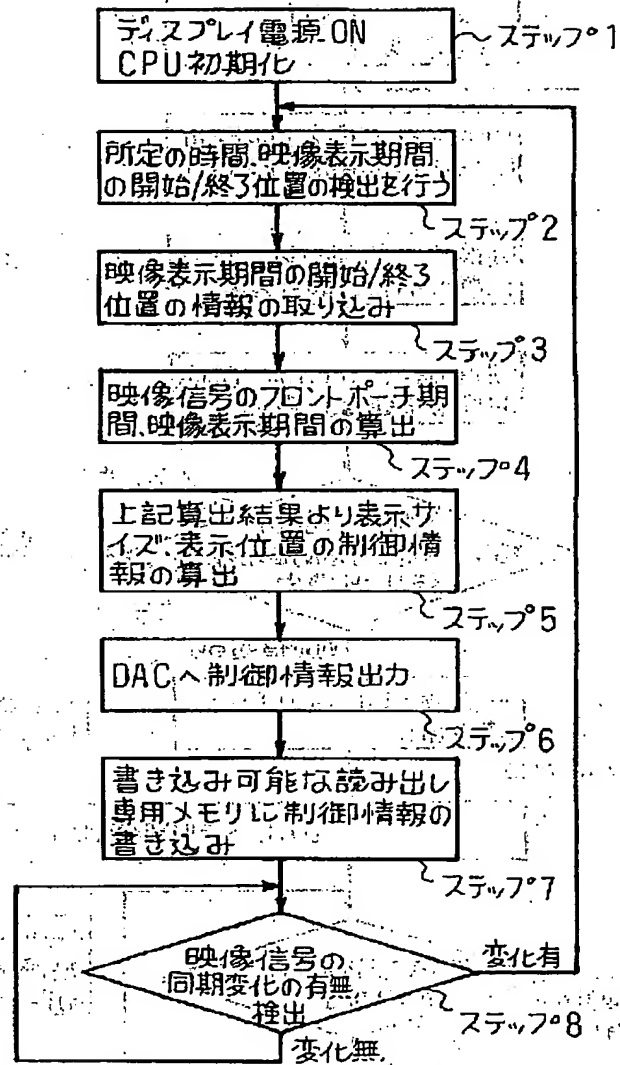 ディスプレイ電源ON
CPU初期化
ステップ1
所定の時間、映像表示期間
の開始/終了位置の検出を行う
ステップ2
映像表示期間の開始/終了
位置の情報の取り込み
ステップ3
映像信号のフロントポーチ期
間、映像表示期間の算出
ステップ4
上記算出結果より表示サ
イズ、表示位置の制御情
報の算出
ステップ5
DACへ制御情報出力
ステップ6
書き込み可能な読み出し
専用メモリに制御情報の
書き込み
ステップ7
映像信号の
同期変化の有無
検出
変化有
ステップ8
変化無